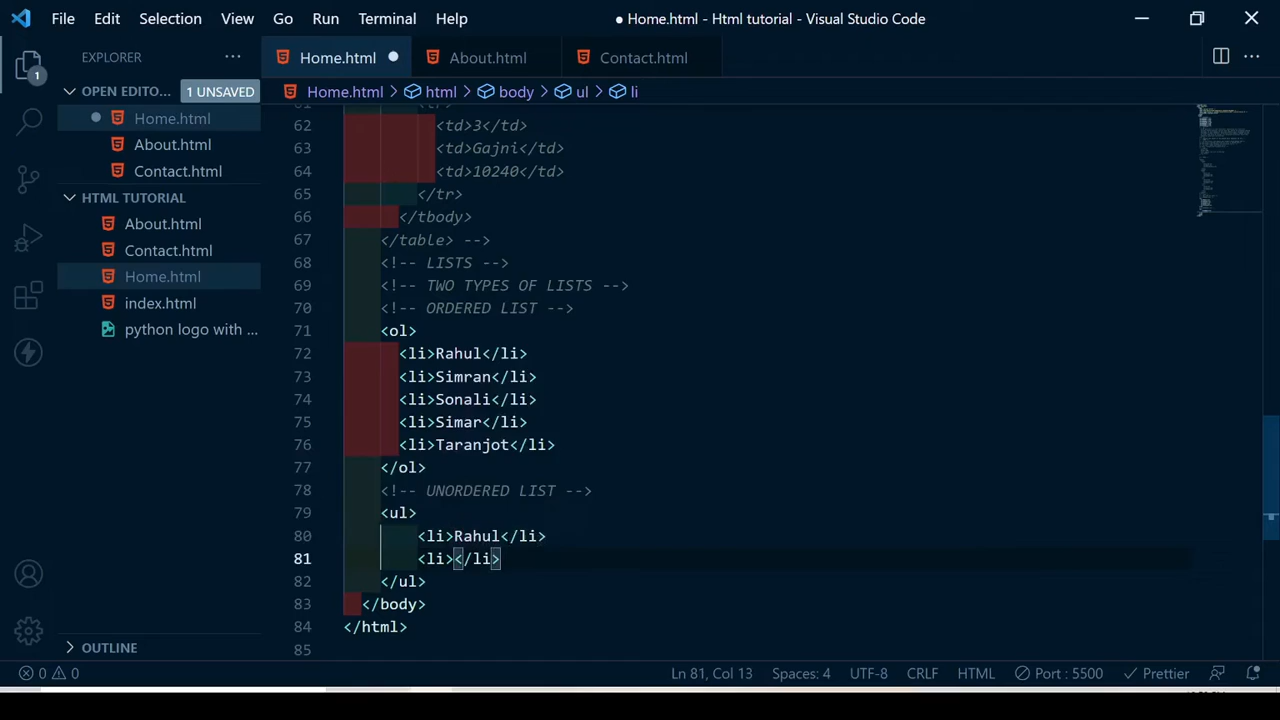 File Edit Selection View Go Run Terminal Help
● Home.html - Html tutorial - Visual Studio Code
EXPLORER ···
Home.html
About.html
Contact.html
OPEN EDITO... 1 UNSAVED
1
Home.html
About.html
Contact.html
HTML TUTORIAL
About.html
Contact.html
Home.html
index.html
python logo with ...
OUTLINE
Home.html > html > body > ul > li
61 <tr>
62 <td>3</td>
63 <td>Gajni</td>
64 <td>10240</td>
65 </tr>
66 </tbody>
67 </table> -->
68 <!-- LISTS -->
69 <!-- TWO TYPES OF LISTS -->
70 <!-- ORDERED LIST -->
71 <ol>
72 <li>Rahul</li>
73 <li>Simran</li>
74 <li>Sonali</li>
75 <li>Simar</li>
76 <li>Taranjot</li>
77 </ol>
78 <!-- UNORDERED LIST -->
79 <ul>
80 <li>Rahul</li>
81 <li></li>
82 </ul>
83 </body>
84 </html>
85
0 0 Ln 81, Col 13 Spaces: 4 UTF-8 CRLF HTML Port : 5500 Prettier